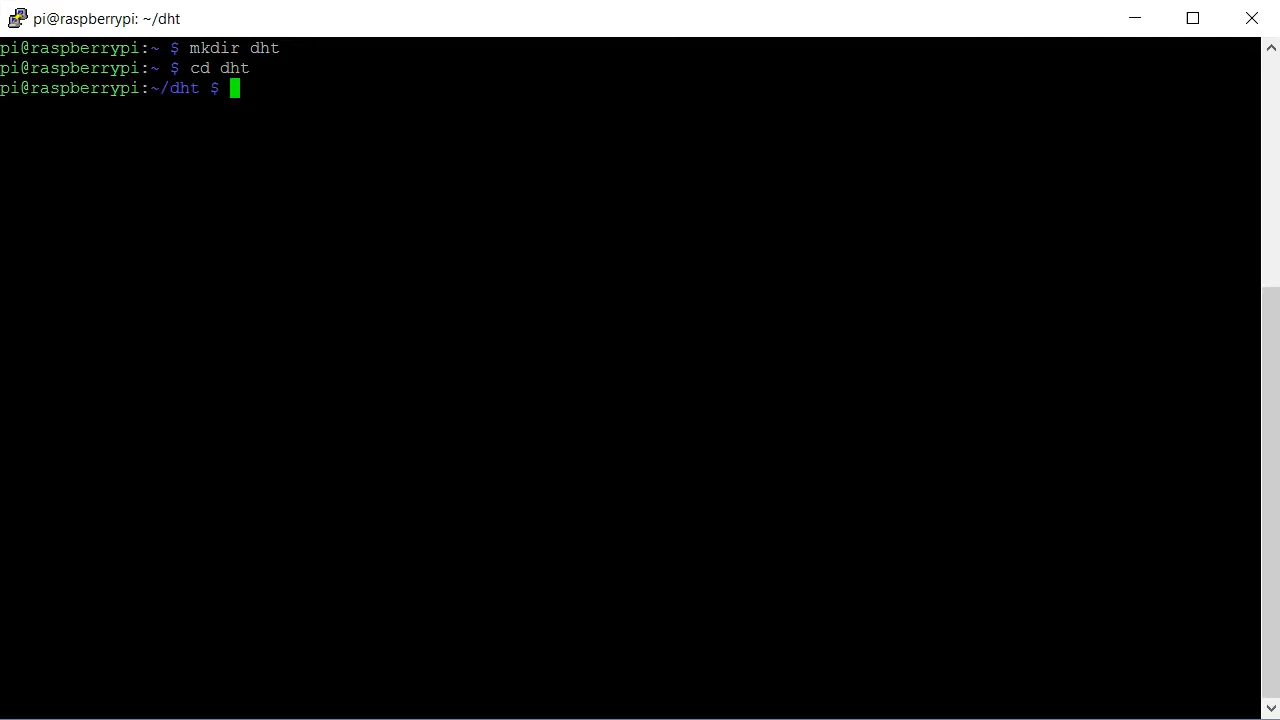 pi@raspberrypi: ~/dht
pi@raspberrypi:~ $ mkdir dht
pi@raspberrypi:~ $ cd dht
pi@raspberrypi:~/dht $